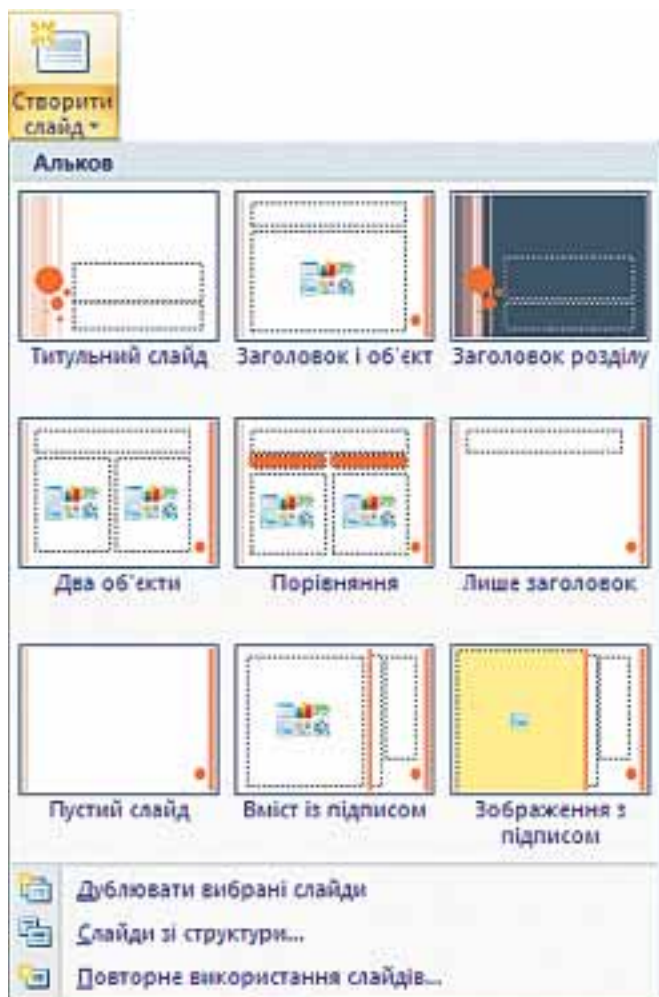 Створити
слайд
Альков
Титульний слайд
Заголовок і об'єкт
Заголовок розділу
Два об'єкти
Порівняння
Лише заголовок
Пустий слайд
Вміст із підписом
Зображення з
підписом
Дублювати вибрані слайди
Слайди зі структури...
Повторне використання слайдів...